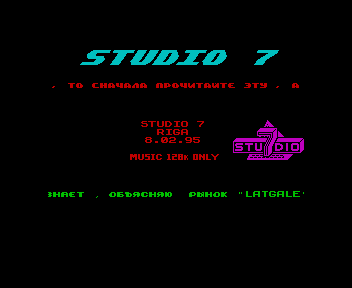 STUDIO 7
, ТО СНАЧАЛА ПРОЧИТАЙТЕ ЭТУ , А
STUDIO 7
RIGA
8.02.95
MUSIC 128K ONLY
STU7DIO
ЗНАЕТ , ОБЪЯСНЯЮ РЫНОК "LATGALE"